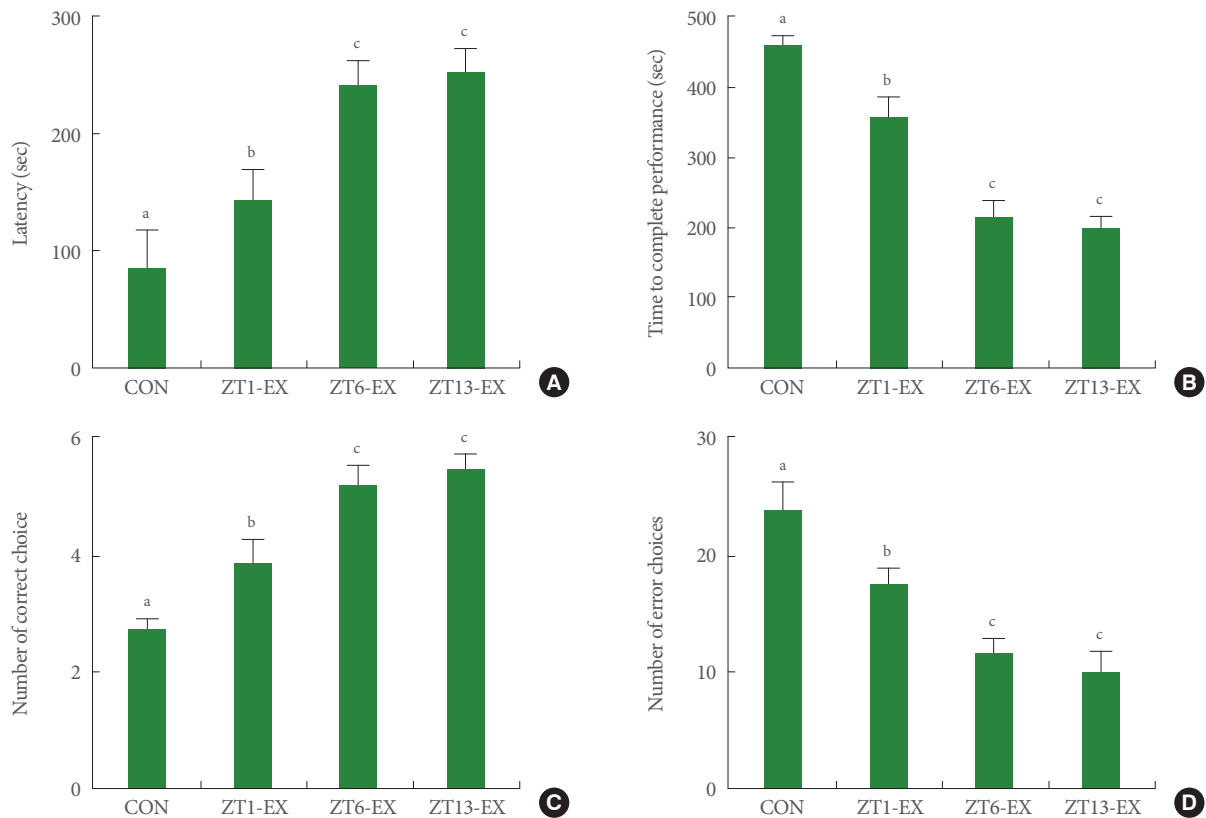 Latency (sec)
300
200
100
0
a
b
c
c
CON ZT1-EX ZT6-EX ZT13-EX
A
Time to complete performance (sec)
500
400
300
200
300
0
a
b
c
c
CON ZT1-EX ZT6-EX ZT13-EX
B
Number of correct choice
6
4
2
0
a
b
c
c
CON ZT1-EX ZT6-EX ZT13-EX
C
Number of error choices
30
20
10
0
a
b
c
c
CON ZT1-EX ZT6-EX ZT13-EX
D